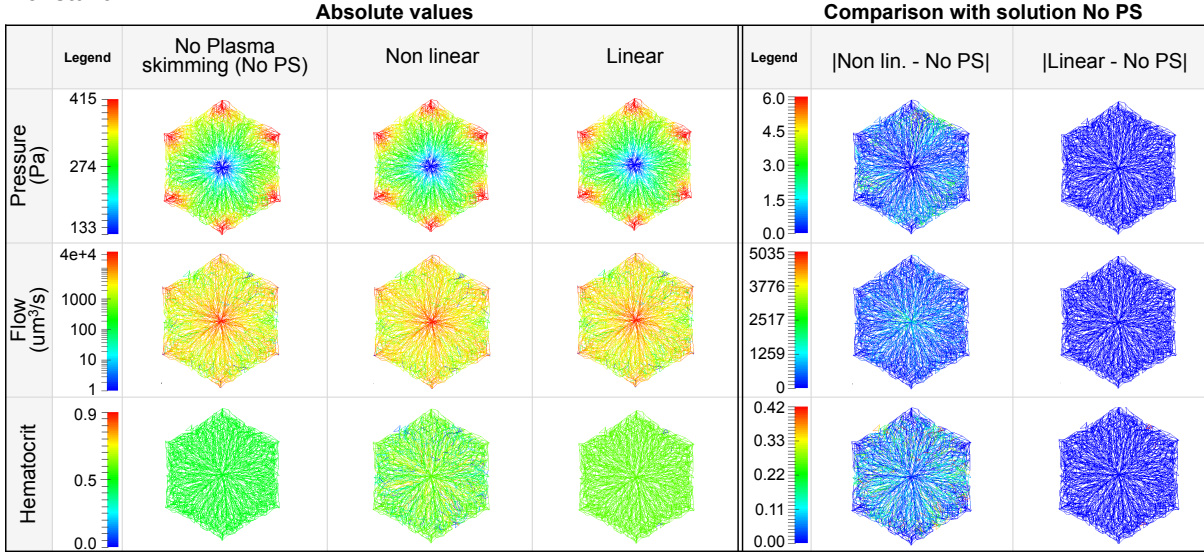 Absolute values
Comparison with solution No PS
Legend
No Plasma
skimming (No PS)
Non linear
Linear
Legend
|Non lin. - No PS|
|Linear - No PS|
Pressure
(Pa)
415
274
133
6.0
4.5
3.0
1.5
0.0
Flow
(um³/s)
4e+4
1000
100
10
1
5035
3776
2517
1259
0
Hematocrit
0.9
0.5
0.0
0.42
0.33
0.22
0.11
0.00